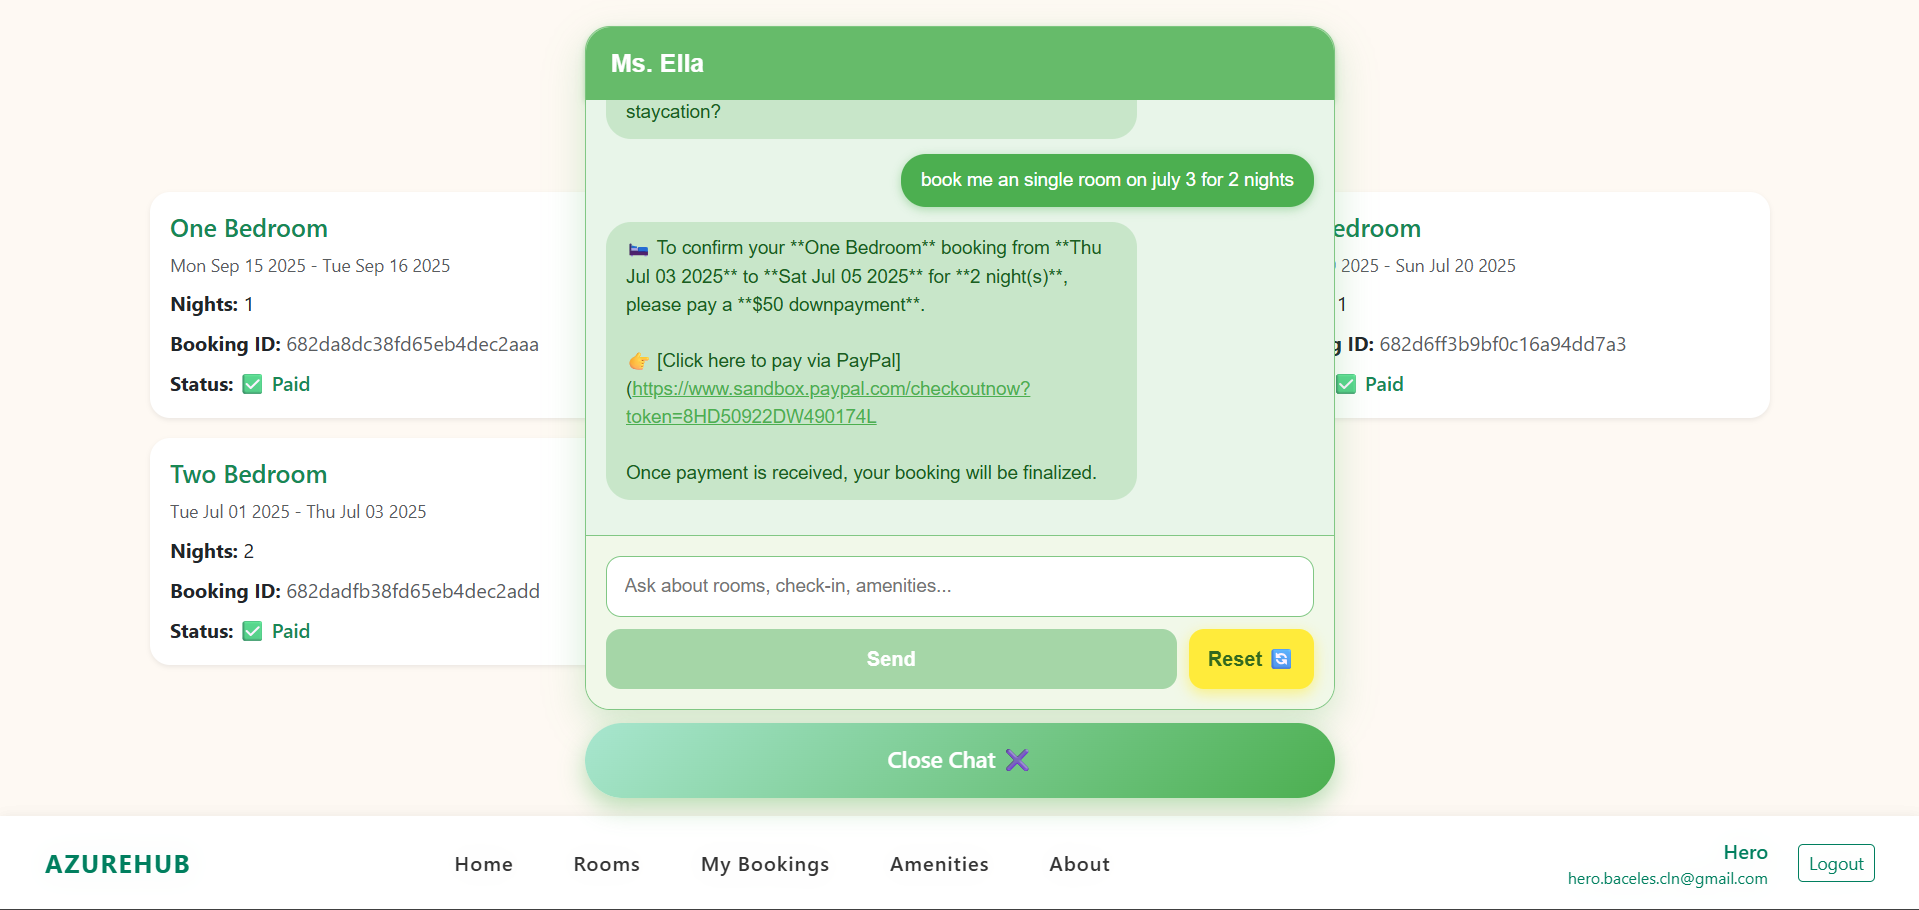 Ms. Ella
staycation?
book me an single room on july 3 for 2 nights
🛏️ To confirm your **One Bedroom** booking from **Thu
Jul 03 2025** to **Sat Jul 05 2025** for **2 night(s)**,
please pay a **$50 downpayment**.
👉 [Click here to pay via PayPal]
(https://www.sandbox.paypal.com/checkoutnow?
token=8HD50922DW490174L
Once payment is received, your booking will be finalized.
Ask about rooms, check-in, amenities...
Send
Reset 🔄
Close Chat ❌
One Bedroom
Mon Sep 15 2025 - Tue Sep 16 2025
Nights: 1
Booking ID: 682da8dc38fd65eb4dec2aaa
Status: ✅ Paid
edroom
2025 - Sun Jul 20 2025
1
g ID: 682d6ff3b9bf0c16a94dd7a3
✅ Paid
Two Bedroom
Tue Jul 01 2025 - Thu Jul 03 2025
Nights: 2
Booking ID: 682dadfb38fd65eb4dec2add
Status: ✅ Paid
AZUREHUB
Home
Rooms
My Bookings
Amenities
About
Hero
hero.baceles.cln@gmail.com
Logout